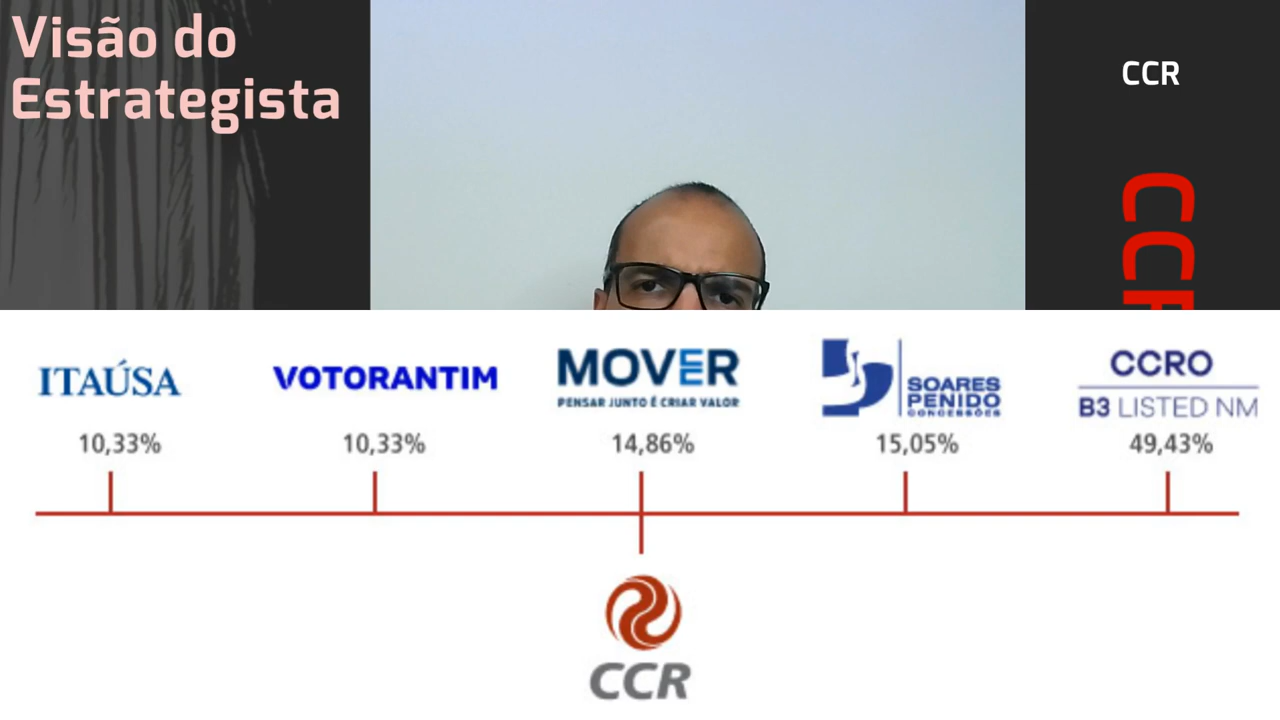 Visão do
Estrategista
CCR
CCR
ITAÚSA
10,33%
VOTORANTIM
10,33%
MOVER
PENSAR JUNTO É CRIAR VALOR
14,86%
SOARES
PENIDO
CONCESSÕES
15,05%
CCRO
B3 LISTED NM
49,43%
CCR